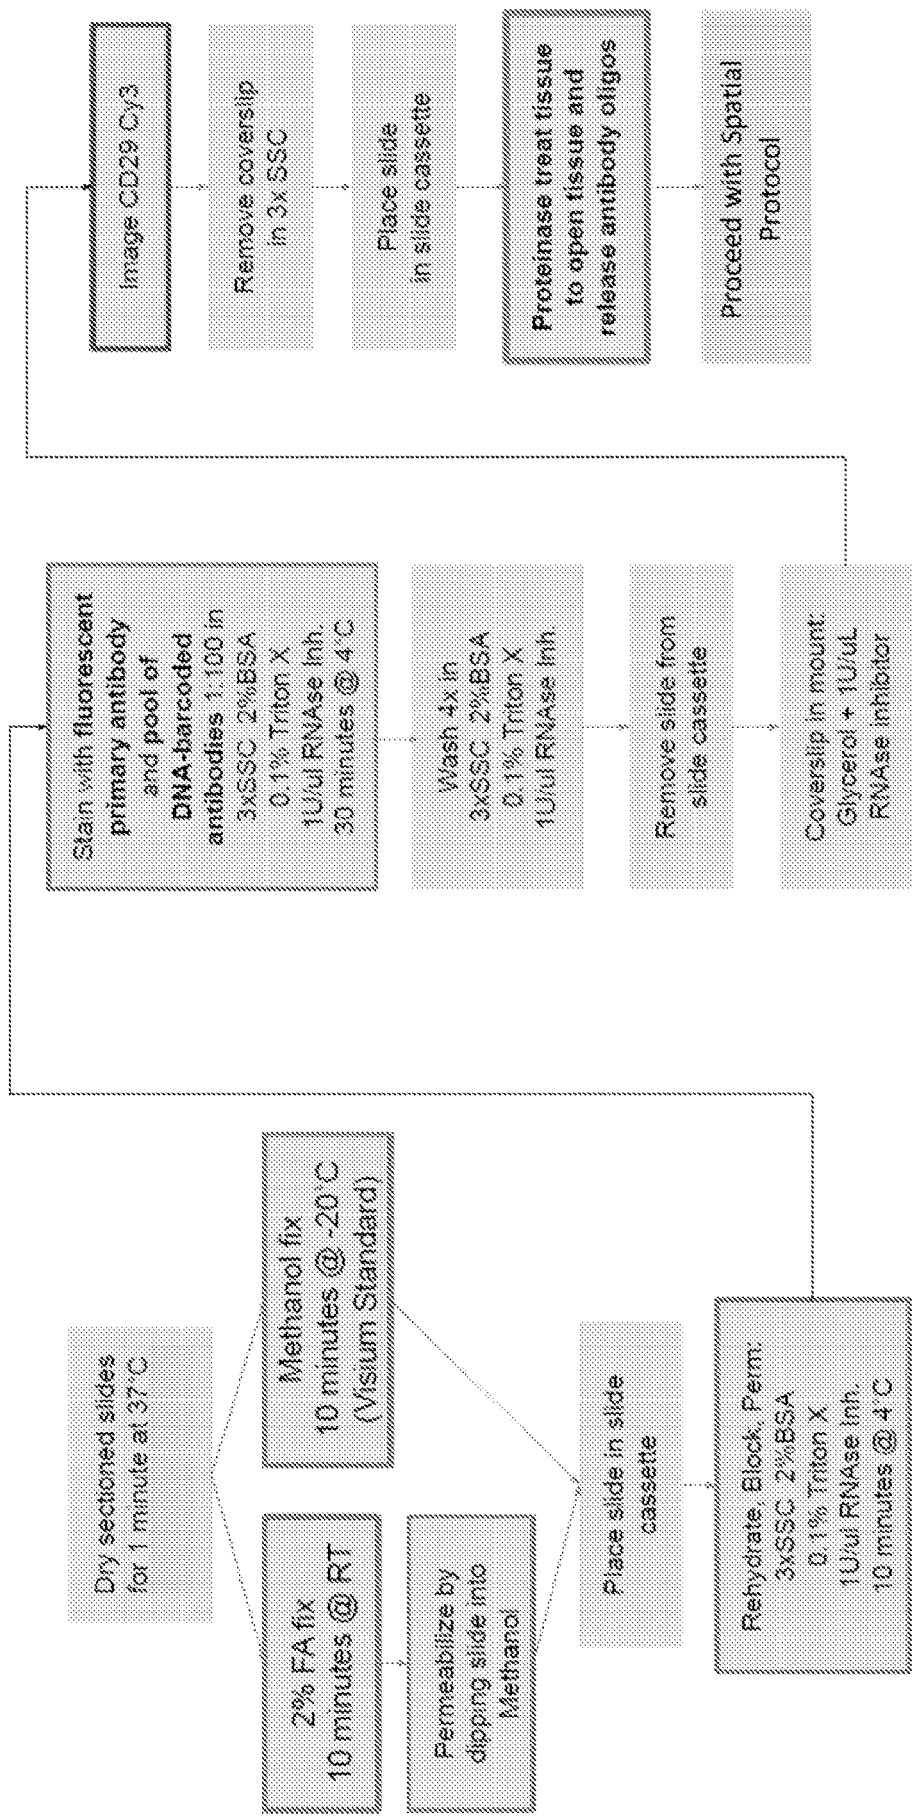 Dry sectioned slides
for 1 minute at 37°C
2% FA fix
10 minutes @ RT
Permeabilize by
dipping slide into
Methanol
Methanol fix
10 minutes @ -20°C
(Visium Standard)
Place slide in slide
cassette
Rehydrate, Block, Perm:
3xSSC 2%BSA
0.1% Triton X
1U/ul RNAse Inh.
10 minutes @ 4°C
Stain with fluorescent
primary antibody
and pool of
DNA-barcoded
antibodies 1:100 in
3xSSC 2%BSA
0.1% Triton X
1U/ul RNAse Inh.
30 minutes @ 4°C
Wash 4x in
3xSSC 2%BSA
0.1% Triton X
1U/ul RNAse Inh.
Remove slide from
slide cassette
Coverslip in mount:
Glycerol + 1U/uL
RNAse inhibitor
Image CD29 Cy3
Remove coverslip
in 3x SSC
Place slide
in slide cassette
Proteinase treat tissue
to open tissue and
release antibody oligos
Proceed with Spatial
Protocol